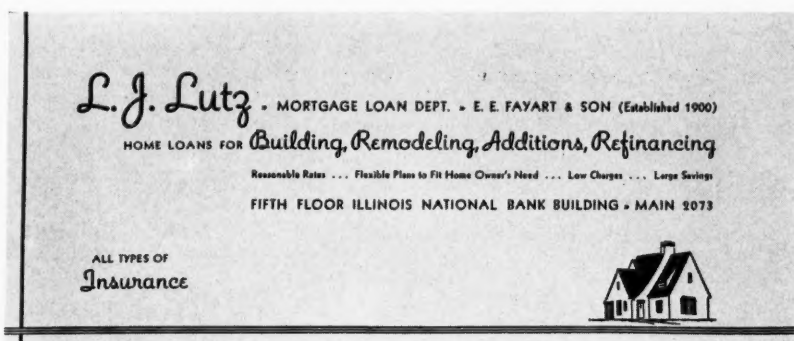 L. J. Lutz • MORTGAGE LOAN DEPT. • E. E. FAYART & SON (Established 1900)
HOME LOANS FOR Building, Remodeling, Additions, Refinancing
Reasonable Rates ... Flexible Plans to Fit Home Owner's Need ... Low Charges ... Large Savings
FIFTH FLOOR ILLINOIS NATIONAL BANK BUILDING • MAIN 2073
ALL TYPES OF
Insurance